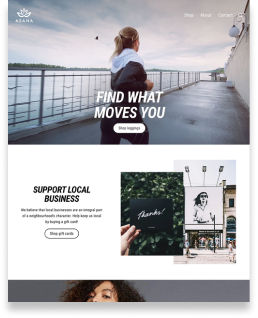 ASANA
Shop About Contact
FIND WHAT
MOVES YOU
Shop leggings
SUPPORT LOCAL
BUSINESS
We believe that local businesses are an integral part
of a neighbourhood's character. Help keep us local
by buying a gift card!
Shop gift cards
Thanks!